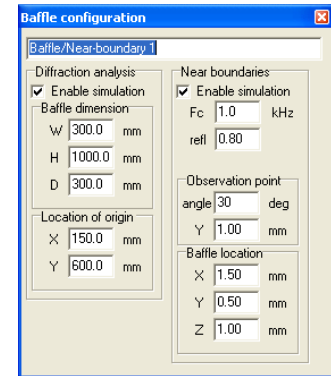 Baffle configuration
Baffle/Near-boundary 1
Diffraction analysis
Enable simulation
Baffle dimension
W 300.0 mm
H 1000.0 mm
D 300.0 mm
Location of origin
X 150.0 mm
Y 600.0 mm
Near boundaries
Enable simulation
Fc 1.0 kHz
refl 0.80
Observation point
angle 30 deg
Y 1.00 mm
Baffle location
X 1.50 mm
Y 0.50 mm
Z 1.00 mm